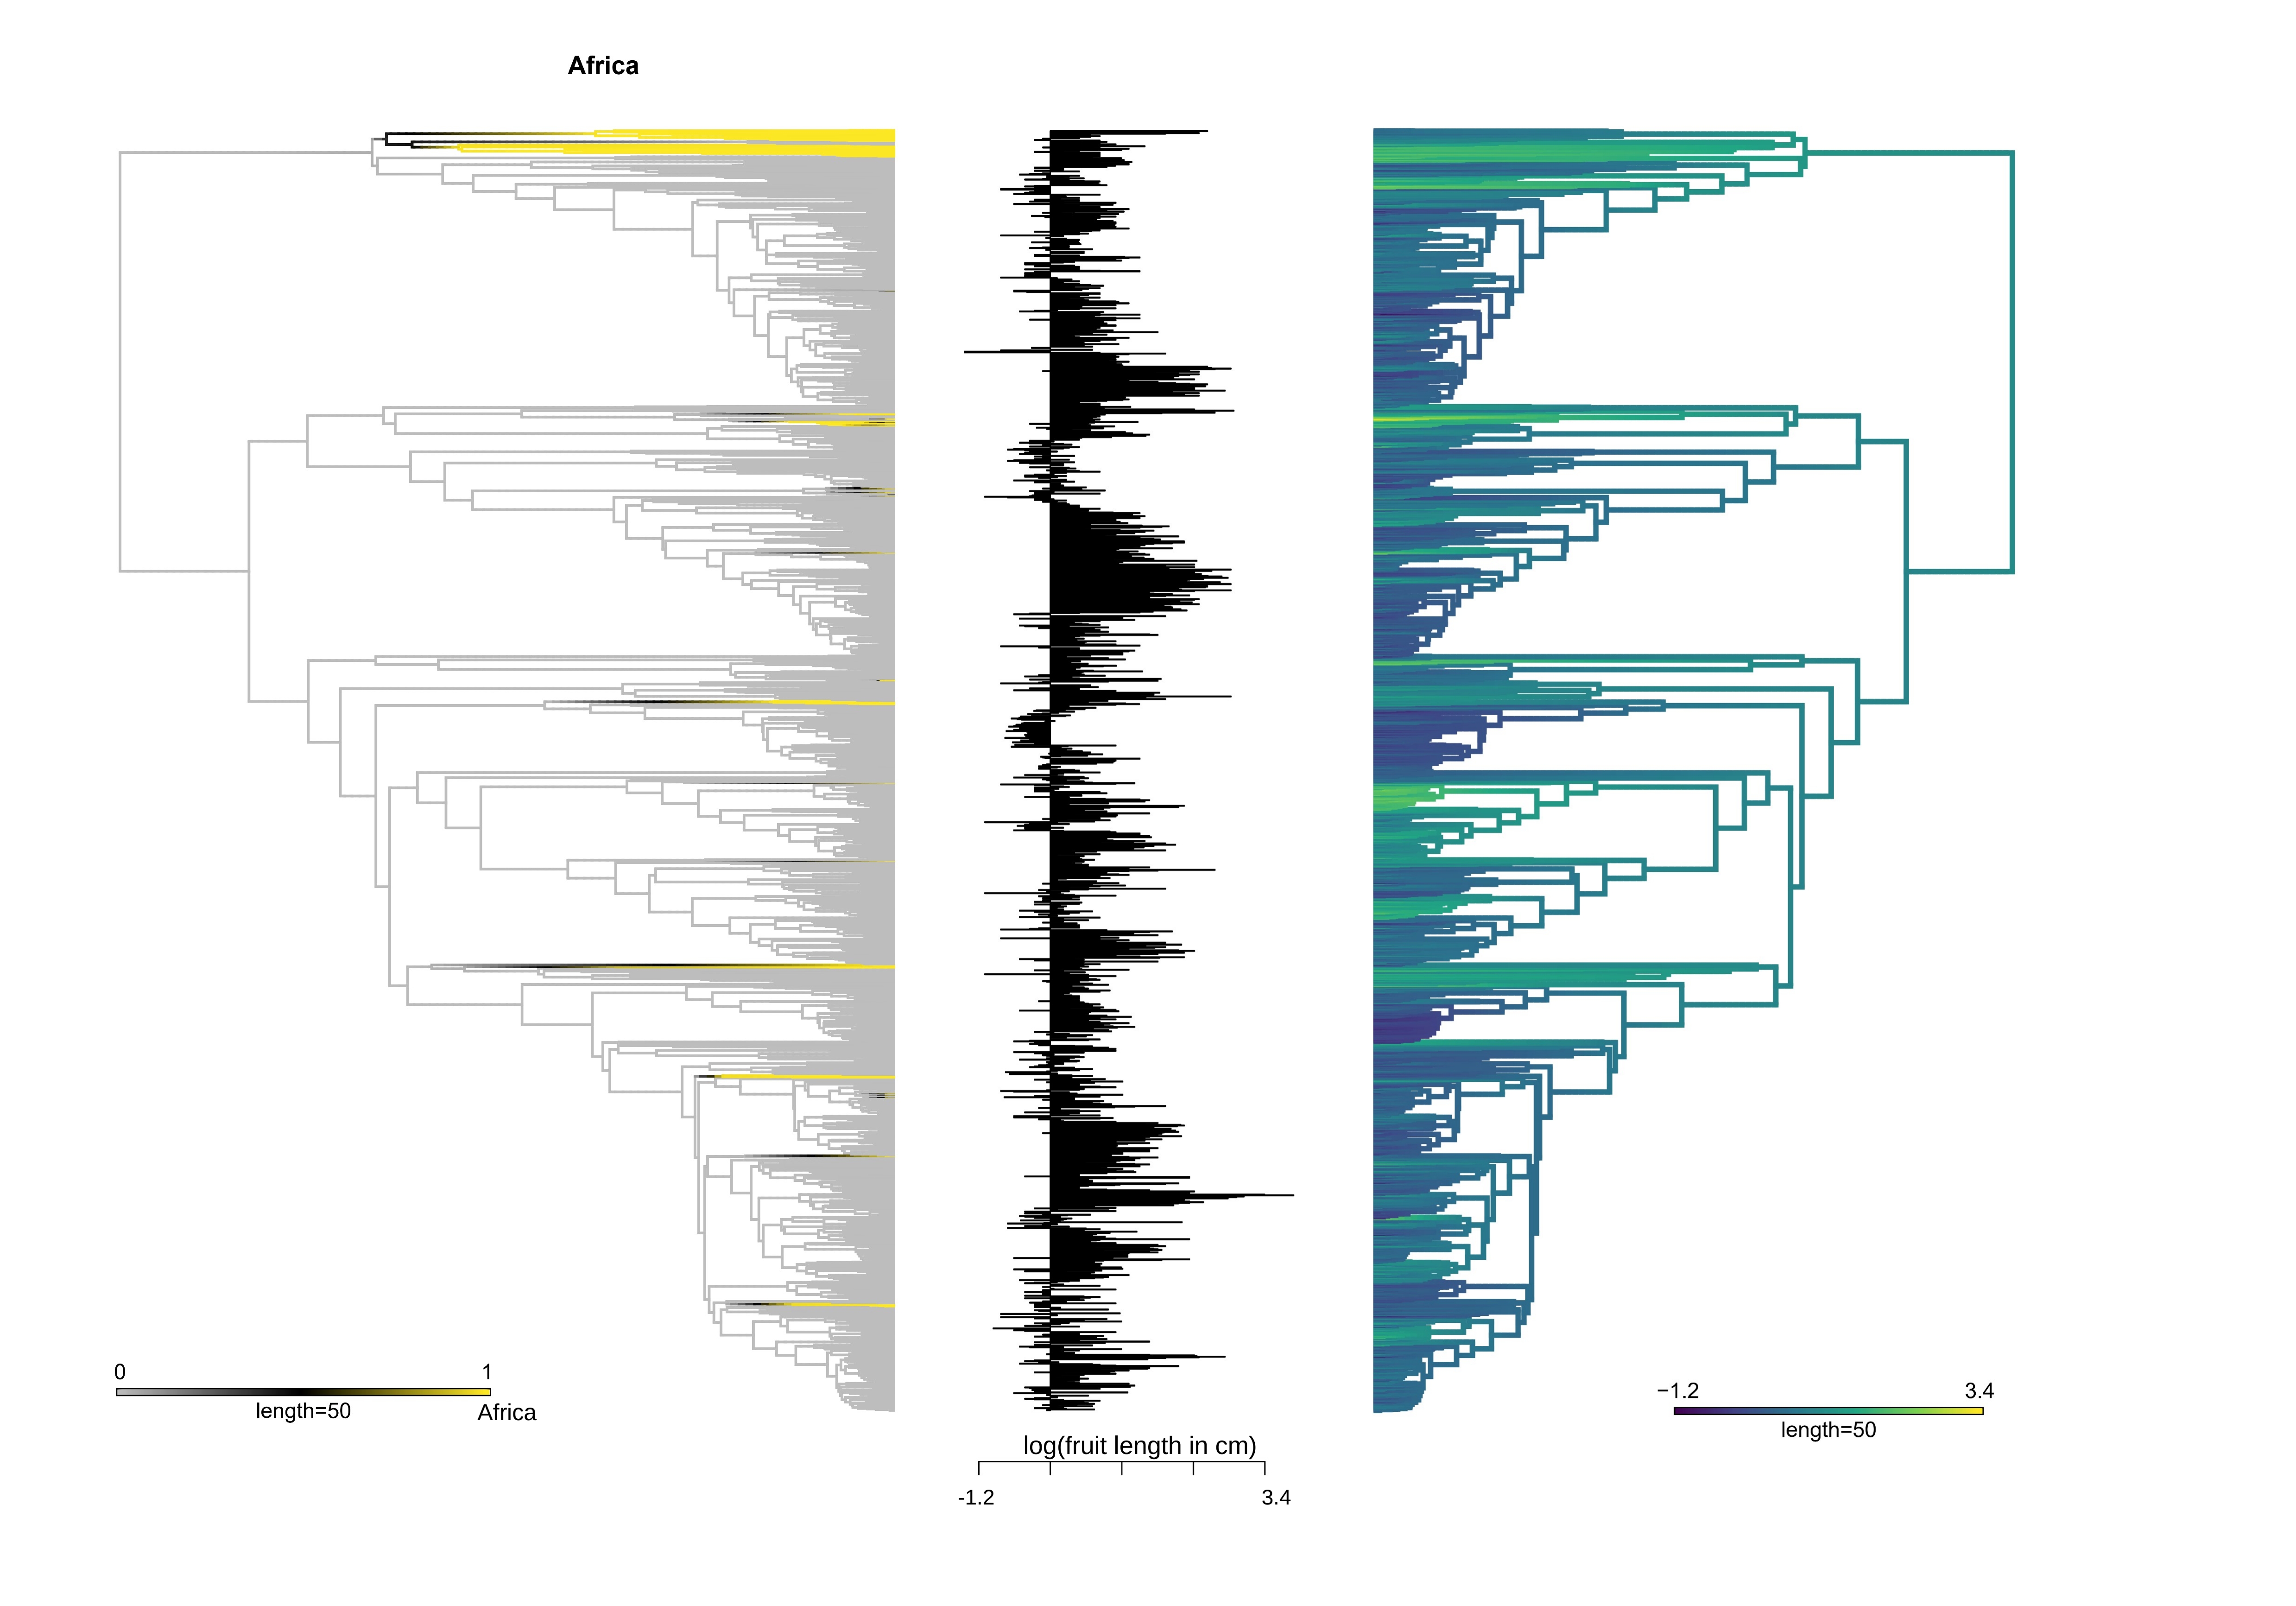 Africa
0 1
length=50 Africa
log(fruit length in cm)
-1.2 3.4
−1.2 3.4
length=50